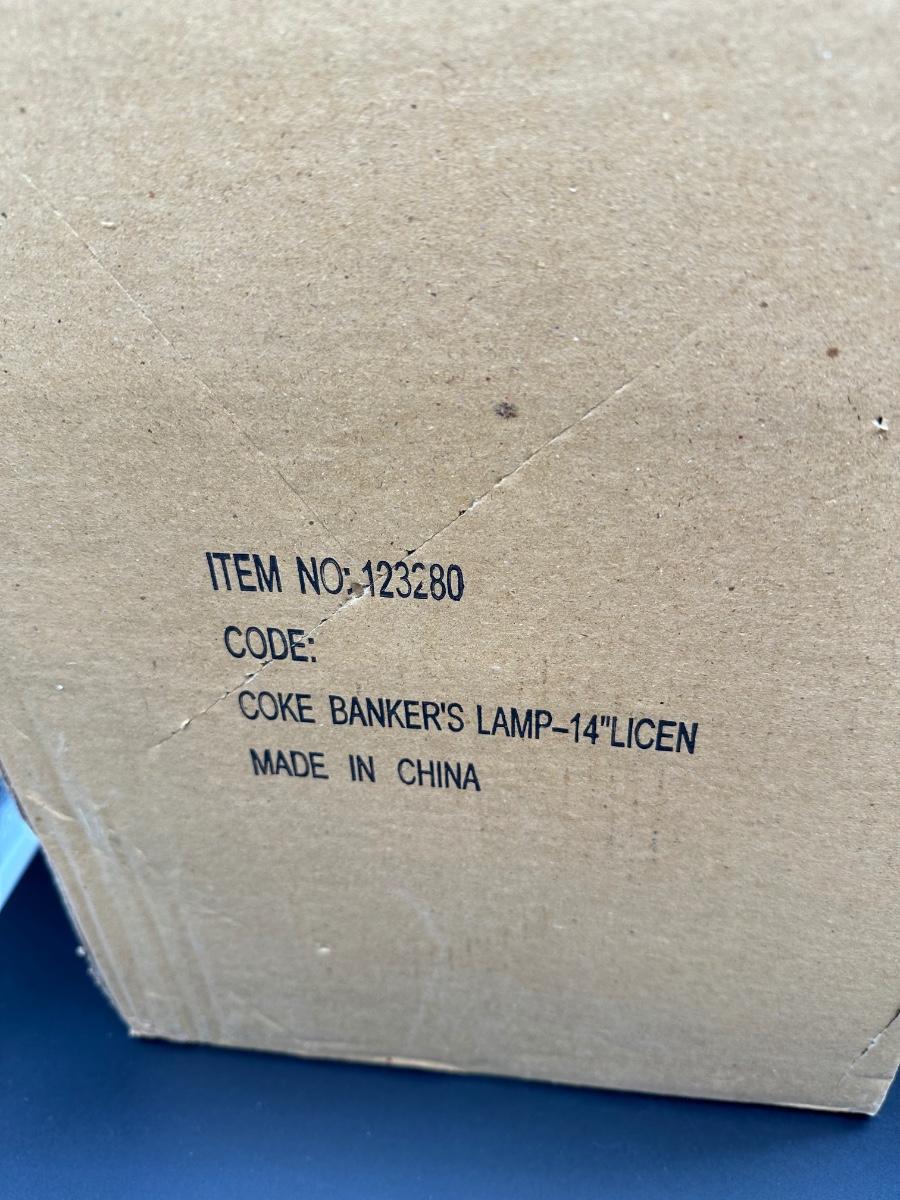 ITEM NO: 123280
CODE:
COKE BANKER'S LAMP-14"LICEN
MADE IN CHINA